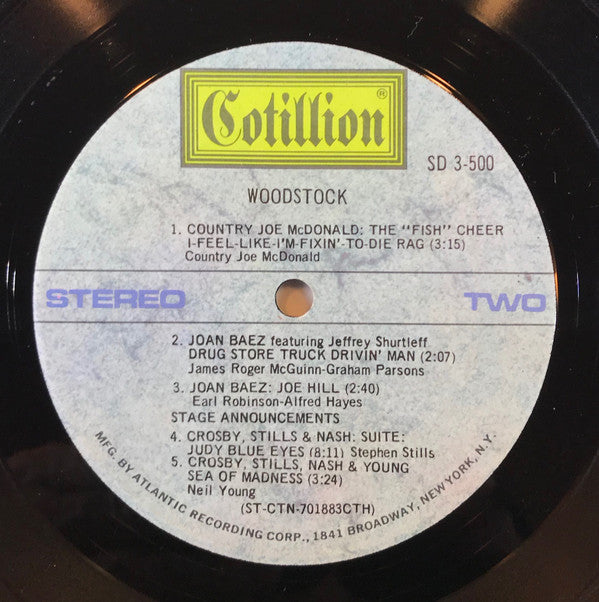 Cotillion®
SD 3-500
WOODSTOCK
1. COUNTRY JOE McDONALD: THE "FISH" CHEER
I-FEEL-LIKE-I'M-FIXIN'-TO-DIE RAG (3:15)
Country Joe McDonald
STEREO TWO
2. JOAN BAEZ featuring Jeffrey Shurtleff
DRUG STORE TRUCK DRIVIN' MAN (2:07)
James Roger McGuinn-Graham Parsons
3. JOAN BAEZ: JOE HILL (2:40)
Earl Robinson-Alfred Hayes
STAGE ANNOUNCEMENTS
4. CROSBY, STILLS & NASH: SUITE:
JUDY BLUE EYES (8:11) Stephen Stills
5. CROSBY, STILLS, NASH & YOUNG
SEA OF MADNESS (3:24)
Neil Young
(ST-CTN-701883CTH)
MFG. BY ATLANTIC RECORDING CORP., 1841 BROADWAY, NEW YORK, N.Y.